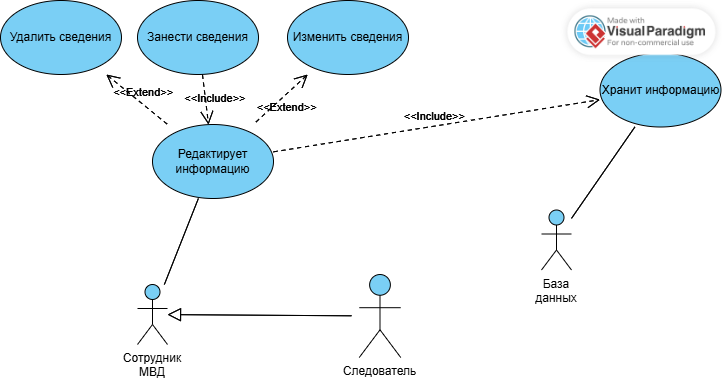 Made with
Visual Paradigm
For non-commercial use
Удалить сведения
Занести сведения
Изменить сведения
Хранит информацию
<<Extend>>
<<Include>>
<<Extend>>
<<Include>>
Редактирует
информацию
База
данных
Сотрудник
МВД
Следователь